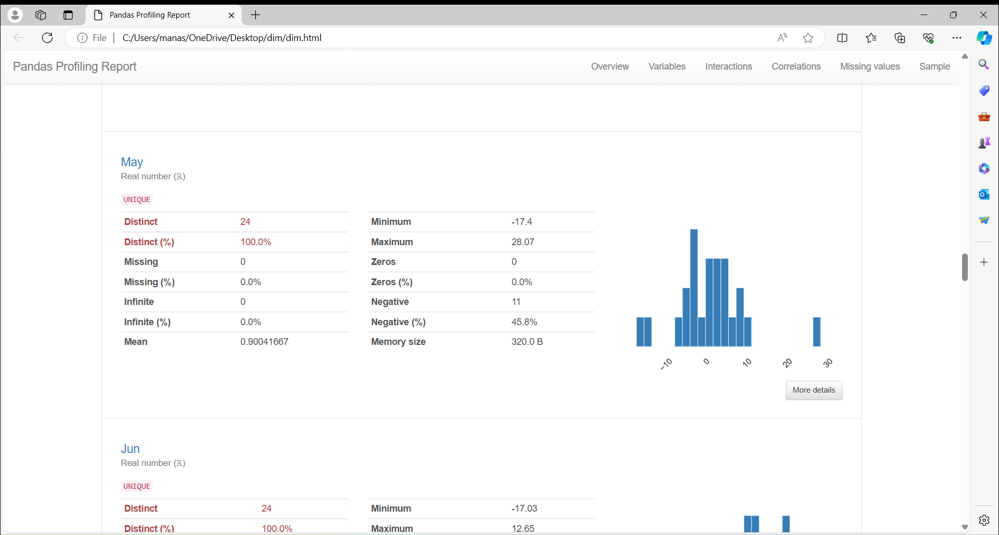 Pandas Profiling Report
File | C:/Users/manas/OneDrive/Desktop/dim/dim.html
Pandas Profiling Report Overview Variables Interactions Correlations Missing values Sample
May
Real number (ℝ)
UNIQUE
Distinct 24 Minimum -17.4
Distinct (%) 100.0% Maximum 28.07
Missing 0 Zeros 0
Missing (%) 0.0% Zeros (%) 0.0%
Infinite 0 Negative 11
Infinite (%) 0.0% Negative (%) 45.8%
Mean 0.90041667 Memory size 320.0 B
−10 0 10 20 30
More details
Jun
Real number (ℝ)
UNIQUE
Distinct 24 Minimum -17.03
Distinct (%) 100.0% Maximum 12.65